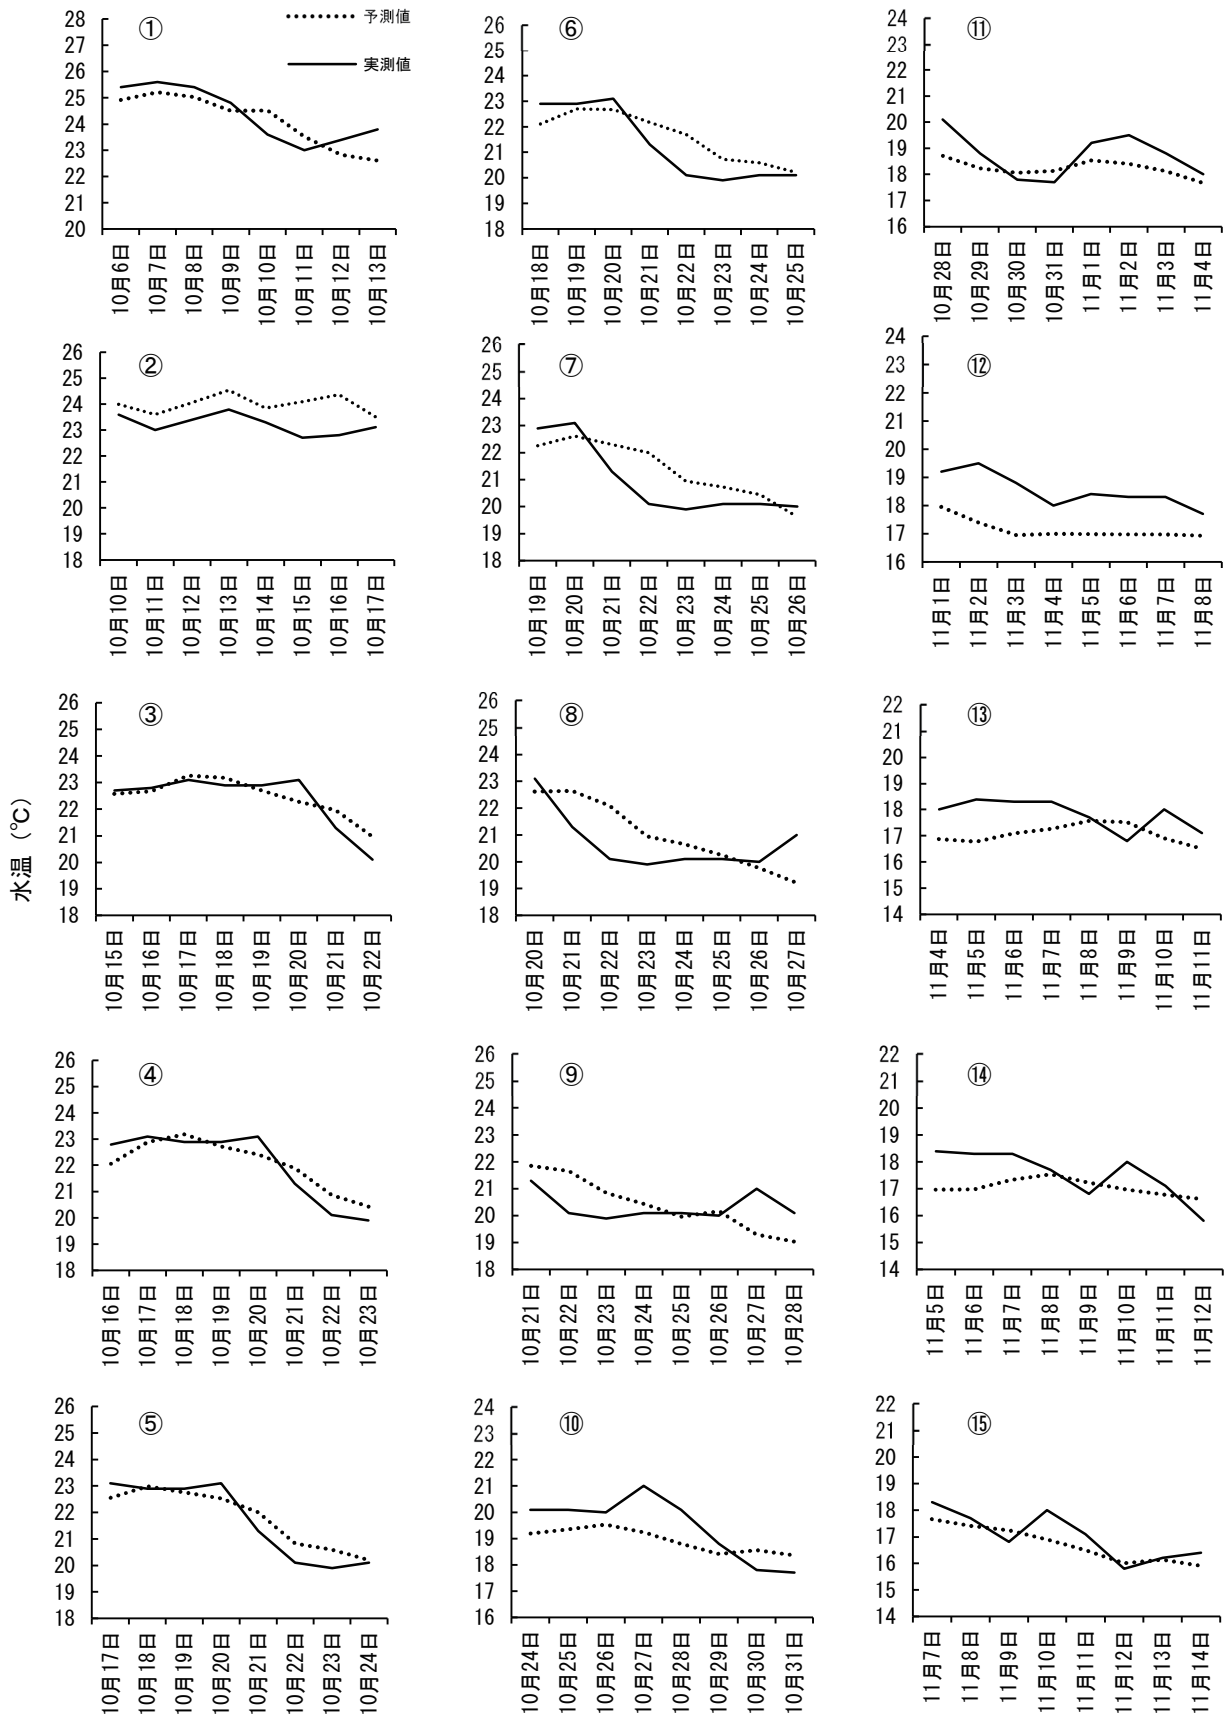 水温 (℃)
①
予測値
実測値
28
27
26
25
24
23
22
21
20
10月6日
10月7日
10月8日
10月9日
10月10日
10月11日
10月12日
10月13日
②
26
25
24
23
22
21
20
19
18
10月10日
10月11日
10月12日
10月13日
10月14日
10月15日
10月16日
10月17日
③
26
25
24
23
22
21
20
19
18
10月15日
10月16日
10月17日
10月18日
10月19日
10月20日
10月21日
10月22日
④
26
25
24
23
22
21
20
19
18
10月16日
10月17日
10月18日
10月19日
10月20日
10月21日
10月22日
10月23日
⑤
26
25
24
23
22
21
20
19
18
10月17日
10月18日
10月19日
10月20日
10月21日
10月22日
10月23日
10月24日
⑥
26
25
24
23
22
21
20
19
18
10月18日
10月19日
10月20日
10月21日
10月22日
10月23日
10月24日
10月25日
⑦
26
25
24
23
22
21
20
19
18
10月19日
10月20日
10月21日
10月22日
10月23日
10月24日
10月25日
10月26日
⑧
26
25
24
23
22
21
20
19
18
10月20日
10月21日
10月22日
10月23日
10月24日
10月25日
10月26日
10月27日
⑨
26
25
24
23
22
21
20
19
18
10月21日
10月22日
10月23日
10月24日
10月25日
10月26日
10月27日
10月28日
⑩
24
23
22
21
20
19
18
17
16
10月24日
10月25日
10月26日
10月27日
10月28日
10月29日
10月30日
10月31日
⑪
24
23
22
21
20
19
18
17
16
10月28日
10月29日
10月30日
10月31日
11月1日
11月2日
11月3日
11月4日
⑫
24
23
22
21
20
19
18
17
16
11月1日
11月2日
11月3日
11月4日
11月5日
11月6日
11月7日
11月8日
⑬
22
21
20
19
18
17
16
15
14
11月4日
11月5日
11月6日
11月7日
11月8日
11月9日
11月10日
11月11日
⑭
22
21
20
19
18
17
16
15
14
11月5日
11月6日
11月7日
11月8日
11月9日
11月10日
11月11日
11月12日
⑮
22
21
20
19
18
17
16
15
14
11月7日
11月8日
11月9日
11月10日
11月11日
11月12日
11月13日
11月14日